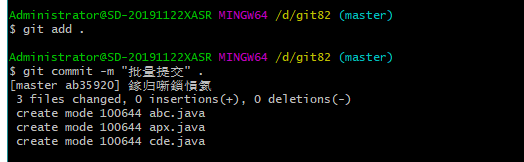 Administrator@SD-20191122XASR MINGW64 /d/git82 (master)
$ git add .
Administrator@SD-20191122XASR MINGW64 /d/git82 (master)
$ git commit -m "批量提交" .
[master ab35920] 鎵归噺鎻愪氦
3 files changed, 0 insertions(+), 0 deletions(-)
create mode 100644 abc.java
create mode 100644 apx.java
create mode 100644 cde.java